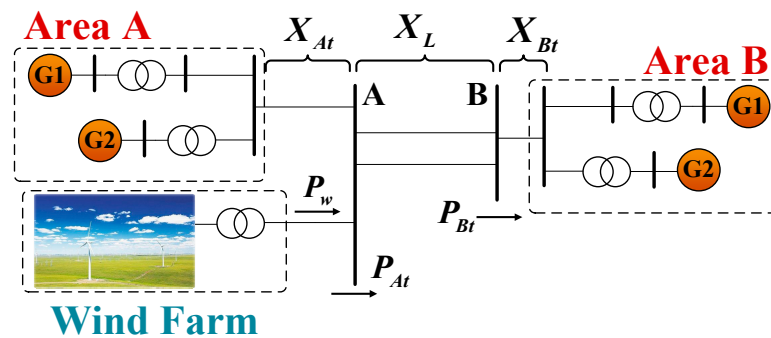 Area A
X_At
X_L
X_Bt
Area B
G1
A
B
G1
G2
G2
P_w
P_Bt
P_At
Wind Farm